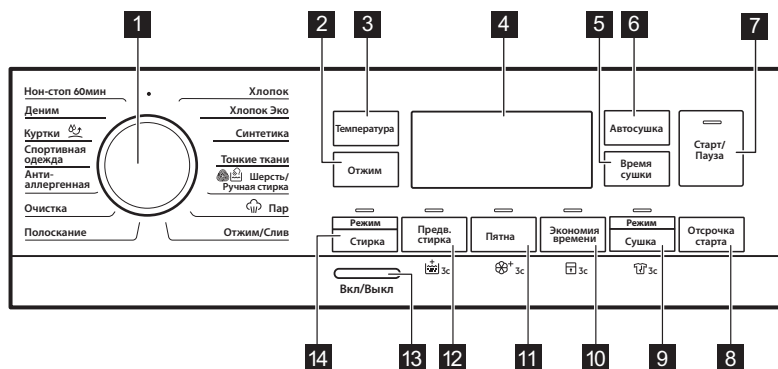 1
2
3
4
5
6
7
Нон-стоп 60мин
Деним
Куртки
Спортивная
одежда
Анти-
аллергенная
Очистка
Полоскание
Хлопок
Хлопок Эко
Синтетика
Тонкие ткани
Шерсть/
Ручная стирка
Пар
Отжим/Слив
Температура
Отжим
Автосушка
Время
сушки
Старт/
Пауза
Режим
Стирка
Предв.
стирка
Пятна
Экономия
времени
Режим
Сушка
Отсрочка
старта
3с
3с
3с
3с
Вкл/Выкл
14
13
12
11
10
9
8